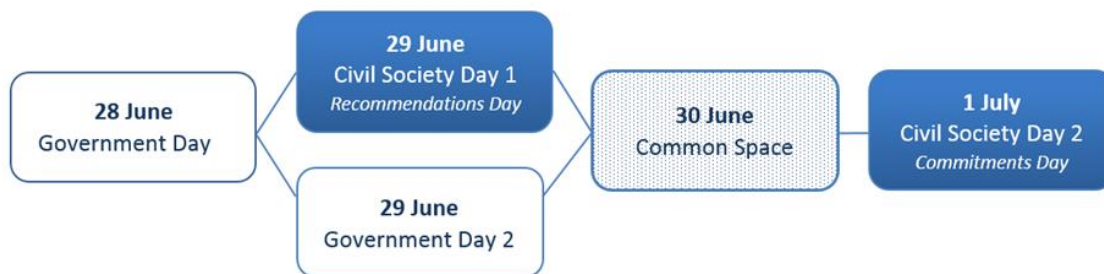 28 June
Government Day
29 June
Civil Society Day 1
Recommendations Day
29 June
Government Day 2
30 June
Common Space
1 July
Civil Society Day 2
Commitments Day